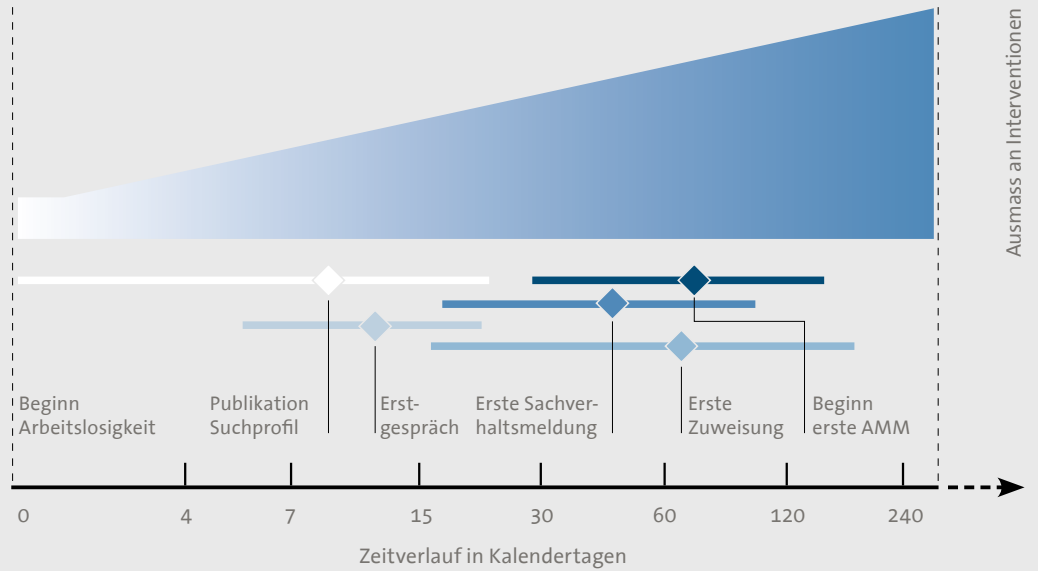 Ausmass an Interventionen
Beginn
Arbeitslosigkeit
Publikation
Suchprofil
Erst-
gespräch
Erste Sachver-
haltsmeldung
Erste
Zuweisung
Beginn
erste AMM
0 4 7 15 30 60 120 240
Zeitverlauf in Kalendertagen